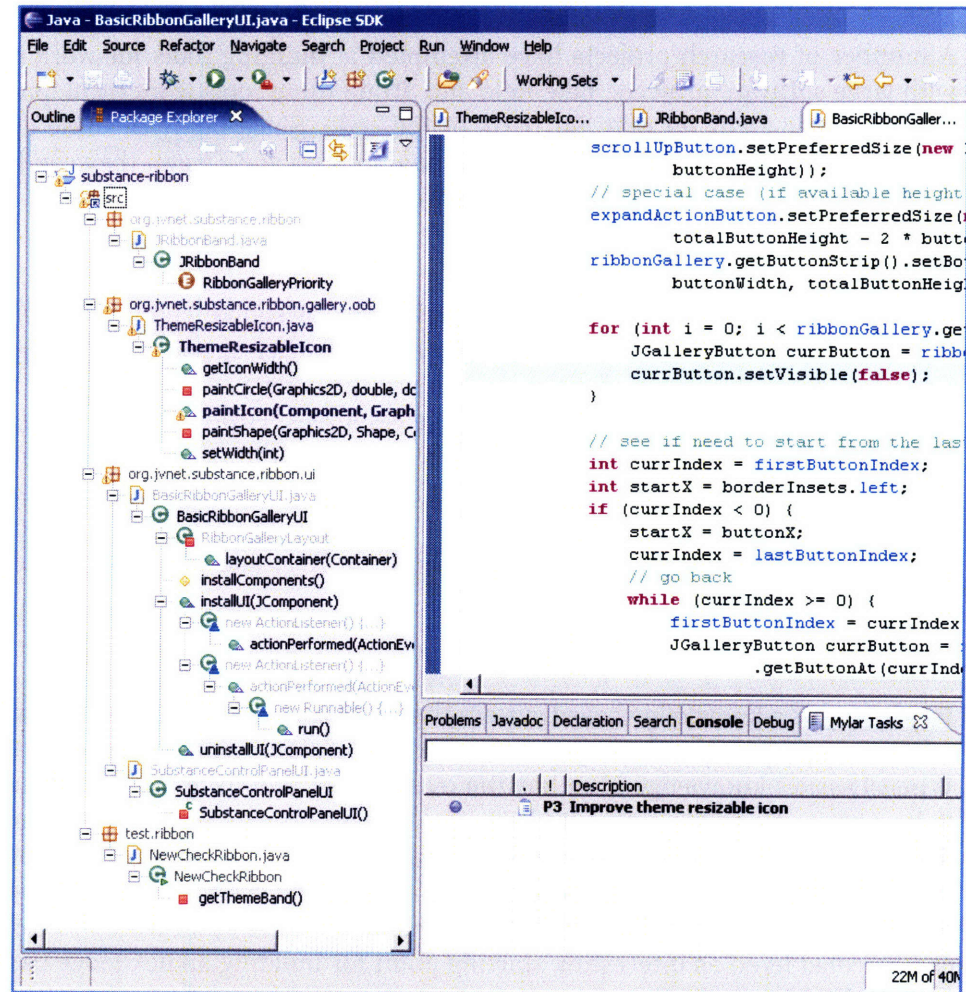 Java - BasicRibbonGalleryUI.java - Eclipse SDK
File Edit Source Refactor Navigate Search Project Run Window Help
Working Sets
Outline Package Explorer
substance-ribbon
src
org.jvnet.substance.ribbon
JRibbonBand.java
JRibbonBand
RibbonGalleryPriority
org.jvnet.substance.ribbon.gallery.oob
ThemeResizableIcon.java
ThemeResizableIcon
getIconWidth()
paintCircle(Graphics2D, double, dc
paintIcon(Component, Graph
paintShape(Graphics2D, Shape, C
setWidth(int)
org.jvnet.substance.ribbon.ui
BasicRibbonGalleryUI.java
BasicRibbonGalleryUI
RibbonGalleryLayout
layoutContainer(Container)
installComponents()
installUI(JComponent)
new ActionListener() {...}
actionPerformed(ActionEv
new ActionListener() {...}
actionPerformed(ActionEv
new Runnable() {...}
run()
uninstallUI(JComponent)
SubstanceControlPanelUI.java
SubstanceControlPanelUI
SubstanceControlPanelUI()
test.ribbon
NewCheckRibbon.java
NewCheckRibbon
getThemeBand()
ThemeResizableIco... JRibbonBand.java BasicRibbonGaller...
scrollUpButton.setPreferredSize(new
buttonHeight));
// special case (if available height
expandActionButton.setPreferredSize(
totalButtonHeight - 2 * butt
ribbonGallery.getButtonStrip().setBo
buttonWidth, totalButtonHeig
for (int i = 0; i < ribbonGallery.ge
JGalleryButton currButton = ribb
currButton.setVisible(false);
}
// see if need to start from the las
int currIndex = firstButtonIndex;
int startX = borderInsets.left;
if (currIndex < 0) {
startX = buttonX;
currIndex = lastButtonIndex;
// go back
while (currIndex >= 0) {
firstButtonIndex = currIndex
JGalleryButton currButton =
.getButtonAt(currInde
Problems Javadoc Declaration Search Console Debug Mylar Tasks
. ! Description
P3 Improve theme resizable icon
22M of 40M